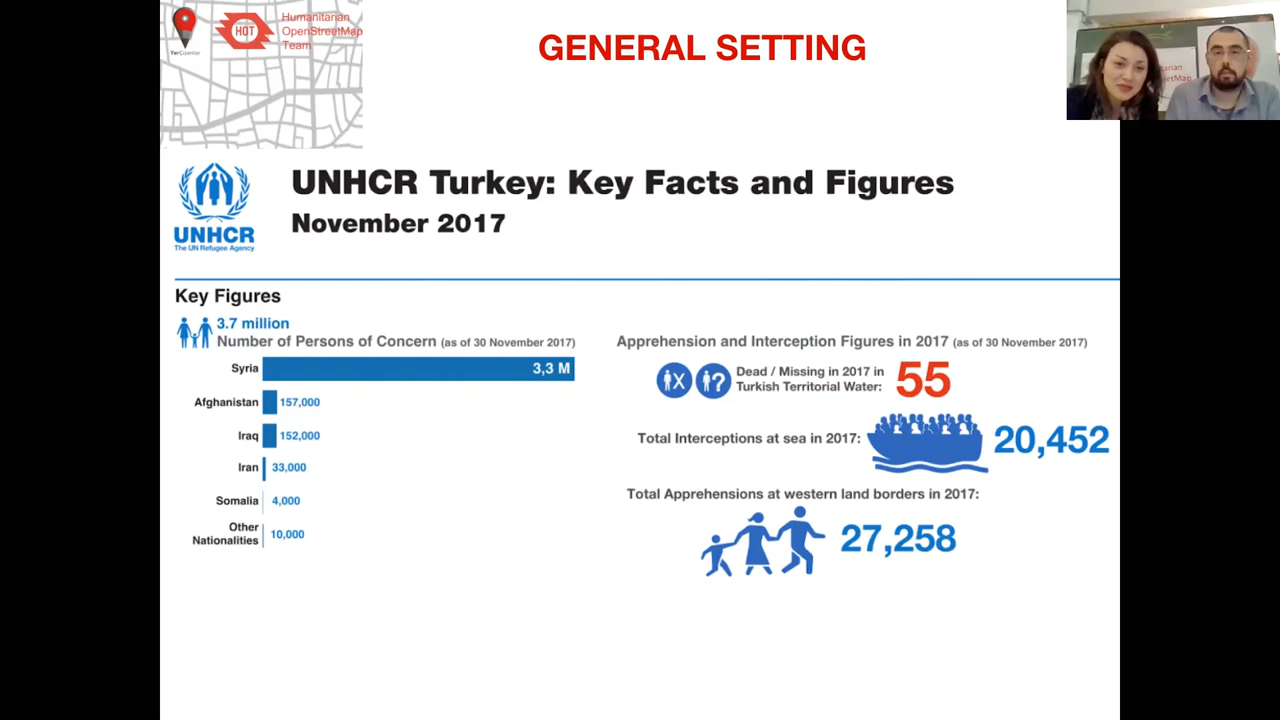 YerCizenler
HOT
Humanitarian
OpenStreetMap
Team
GENERAL SETTING
UNHCR
The UN Refugee Agency
UNHCR Turkey: Key Facts and Figures
November 2017
Key Figures
3.7 million
Number of Persons of Concern (as of 30 November 2017)
Syria 3,3 M
Afghanistan 157,000
Iraq 152,000
Iran 33,000
Somalia 4,000
Other
Nationalities 10,000
Apprehension and Interception Figures in 2017 (as of 30 November 2017)
X ?
Dead / Missing in 2017 in
Turkish Territorial Water: 55
Total Interceptions at sea in 2017: 20,452
Total Apprehensions at western land borders in 2017:
27,258